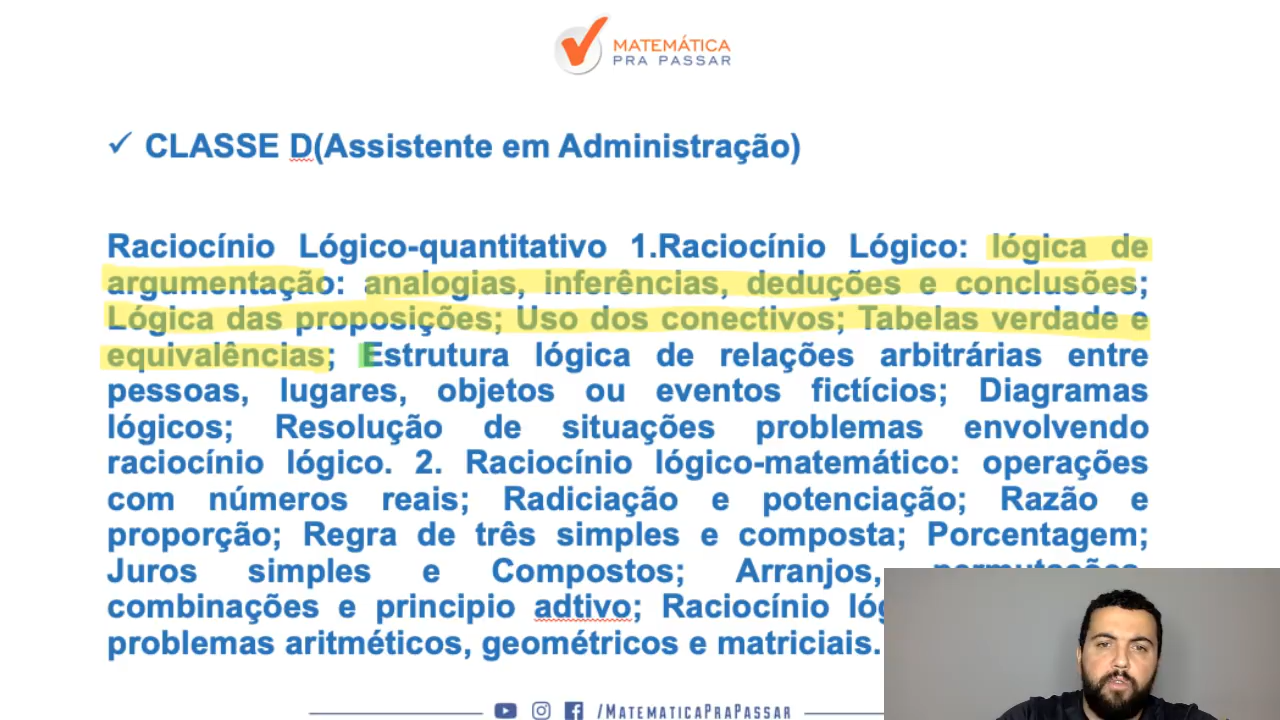 MATEMÁTICA
PRA PASSAR
✓ CLASSE D(Assistente em Administração)
Raciocínio Lógico-quantitativo 1.Raciocínio Lógico: lógica de
argumentação: analogias, inferências, deduções e conclusões;
Lógica das proposições; Uso dos conectivos; Tabelas verdade e
equivalências; Estrutura lógica de relações arbitrárias entre
pessoas, lugares, objetos ou eventos fictícios; Diagramas
lógicos; Resolução de situações problemas envolvendo
raciocínio lógico. 2. Raciocínio lógico-matemático: operações
com números reais; Radiciação e potenciação; Razão e
proporção; Regra de três simples e composta; Porcentagem;
Juros simples e Compostos; Arranjos, permutações,
combinações e principio adtivo; Raciocínio
problemas aritméticos, geométricos e matriciais.
/MATEMATICAPRAPASSAR